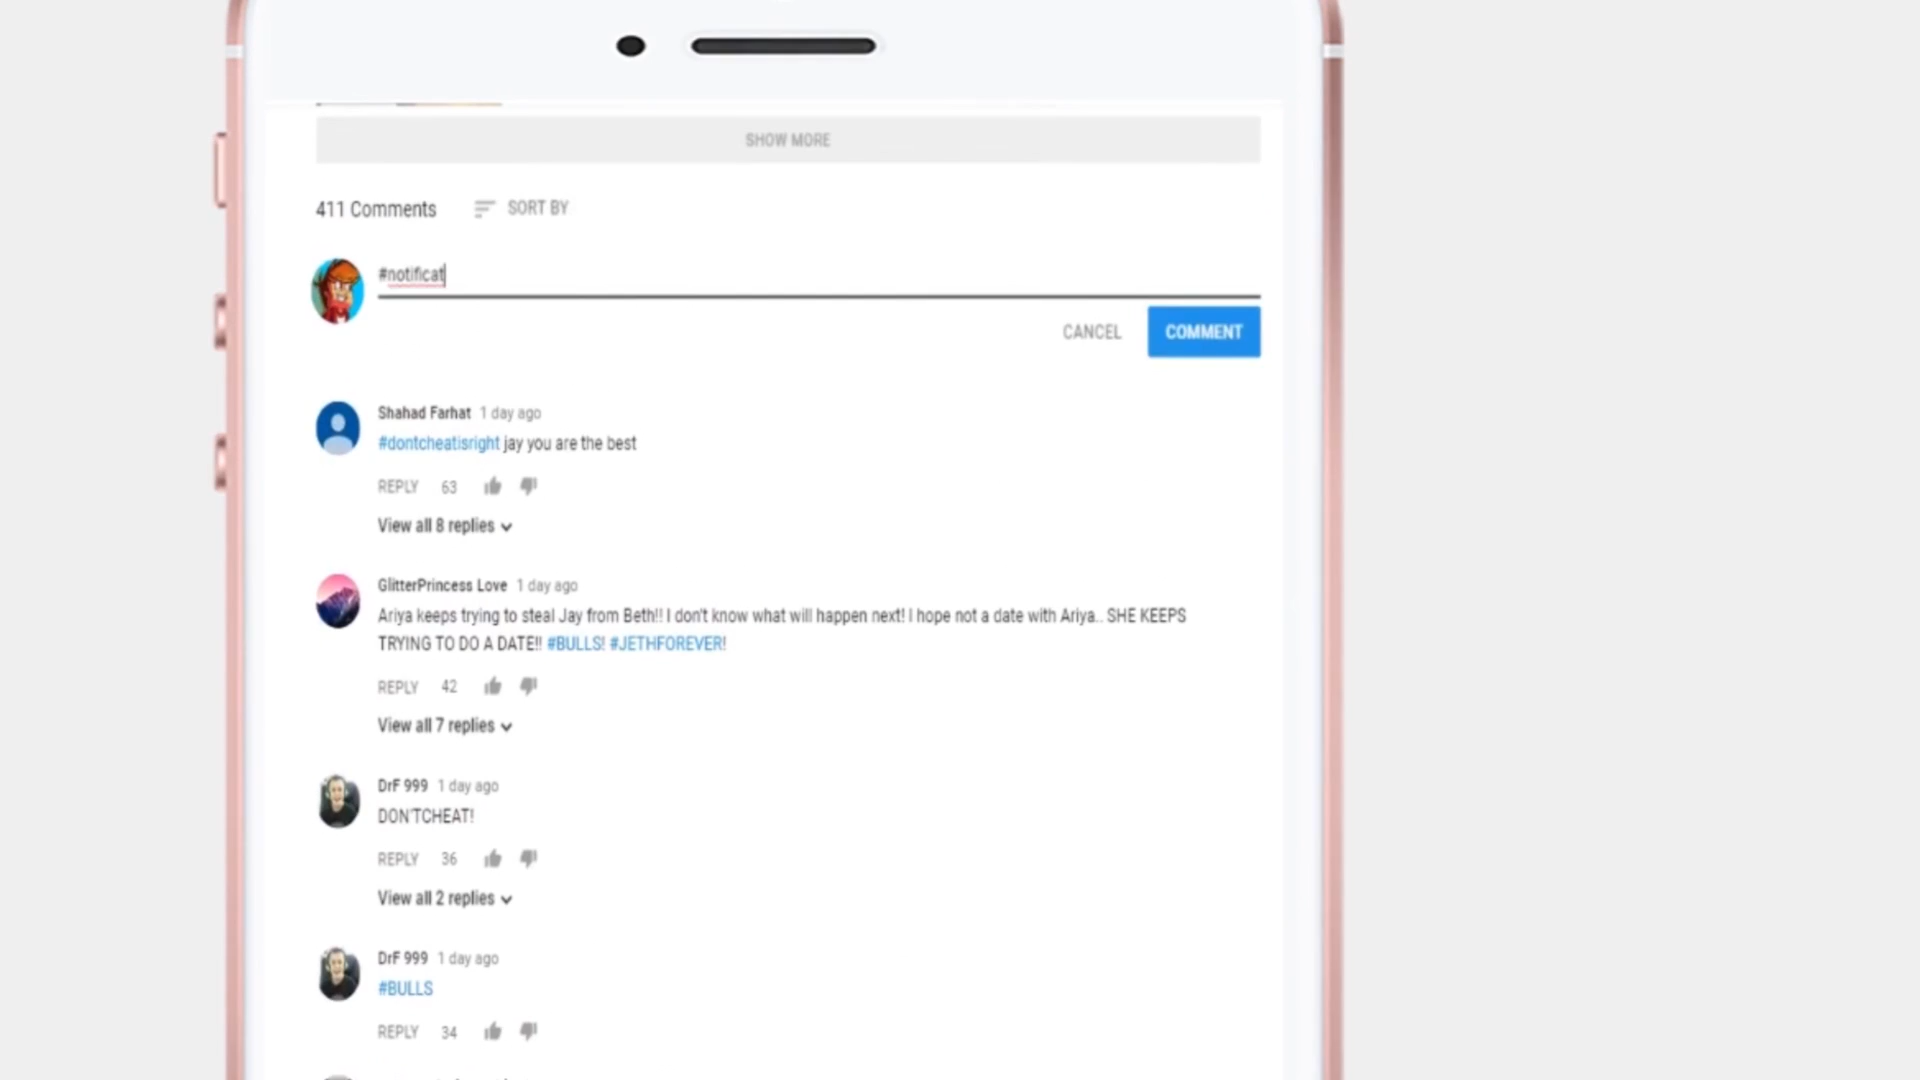 SHOW MORE
411 Comments SORT BY
#notificat
CANCEL COMMENT
Shahad Farhat 1 day ago
#dontcheatisright jay you are the best
REPLY 63
View all 8 replies
GlitterPrincess Love 1 day ago
Ariya keeps trying to steal Jay from Beth!! I don't know what will happen next! I hope not a date with Ariya.. SHE KEEPS
TRYING TO DO A DATE!! #BULLS! #JETHFOREVER!
REPLY 42
View all 7 replies
DrF 999 1 day ago
DON'TCHEAT!
REPLY 36
View all 2 replies
DrF 999 1 day ago
#BULLS
REPLY 34